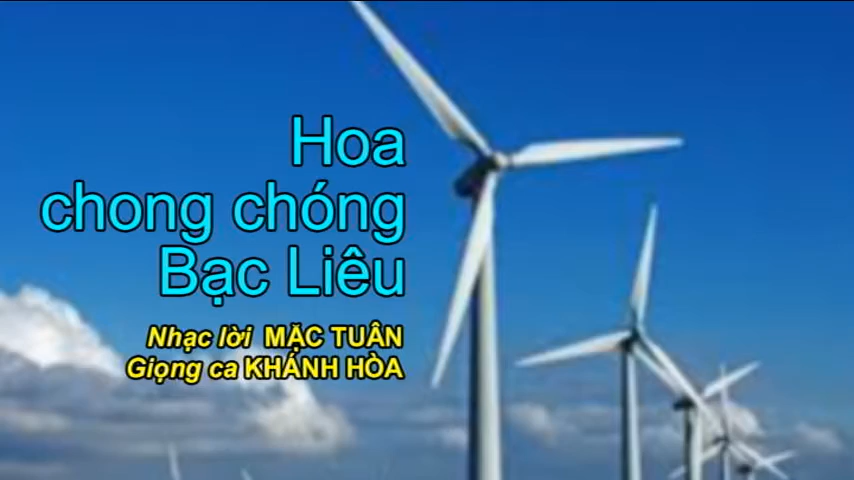 Hoa
chong chóng
Bạc Liêu
Nhạc lời MẶC TUÂN
Giọng ca KHÁNH HÒA